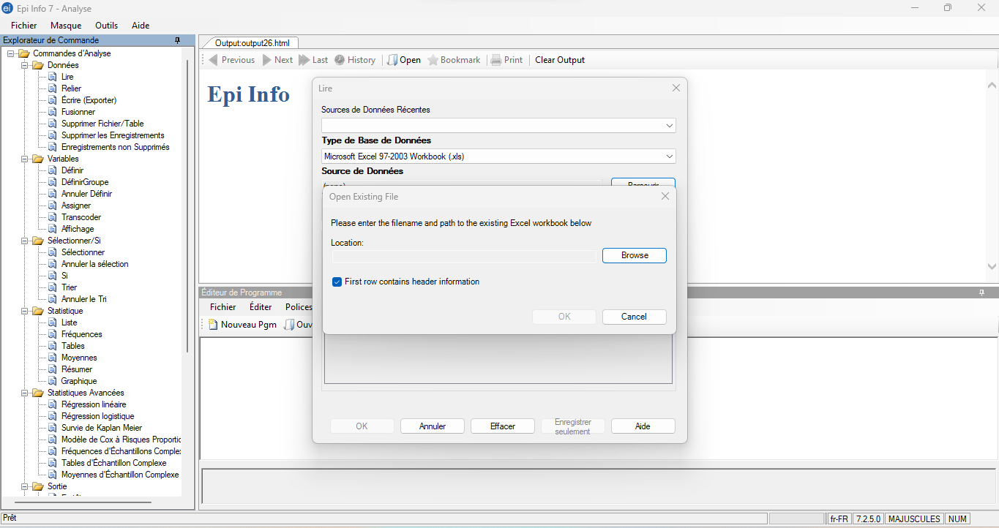 Epi Info 7 - Analyse
Fichier Masque Outils Aide
Explorateur de Commande
Commandes d'Analyse
Données
Lire
Relier
Écrire (Exporter)
Fusionner
Supprimer Fichier/Table
Supprimer les Enregistrements
Enregistrements non Supprimés
Variables
Définir
DéfinirGroupe
Annuler Définir
Assigner
Transcoder
Affichage
Sélectionner/Si
Sélectionner
Annuler la sélection
Si
Trier
Annuler le Tri
Statistique
Liste
Fréquences
Tables
Moyennes
Résumer
Graphique
Statistiques Avancées
Régression linéaire
Régression logistique
Survie de Kaplan Meier
Modèle de Cox à Risques Proportic
Fréquences d'Échantillons Comple
Tables d'Échantillon Complexe
Moyennes d'Échantillon Complexe
Sortie
Output:output26.html
Previous Next Last History Open Bookmark Print Clear Output
Epi Info
Lire
Sources de Données Récentes
Type de Base de Données
Microsoft Excel 97-2003 Workbook (.xls)
Source de Données
Parcourir
Open Existing File
Please enter the filename and path to the existing Excel workbook below
Location:
Browse
First row contains header information
OK Cancel
Éditeur de Programme
Fichier Éditer Polices
Nouveau Pgm Ouv
OK Annuler Effacer Enregistrer seulement Aide
Prêt
fr-FR 7.2.5.0 MAJUSCULES NUM